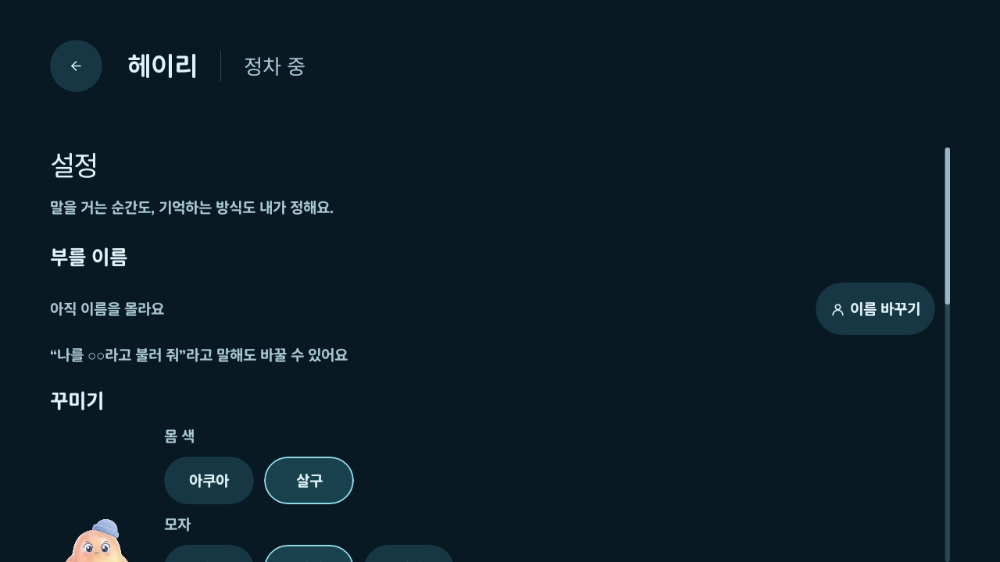 헤이리
정차 중
설정
말을 거는 순간도, 기억하는 방식도 내가 정해요.
부를 이름
아직 이름을 몰라요
이름 바꾸기
“나를 ○○라고 불러 줘”라고 말해도 바꿀 수 있어요
꾸미기
몸 색
아쿠아
살구
모자